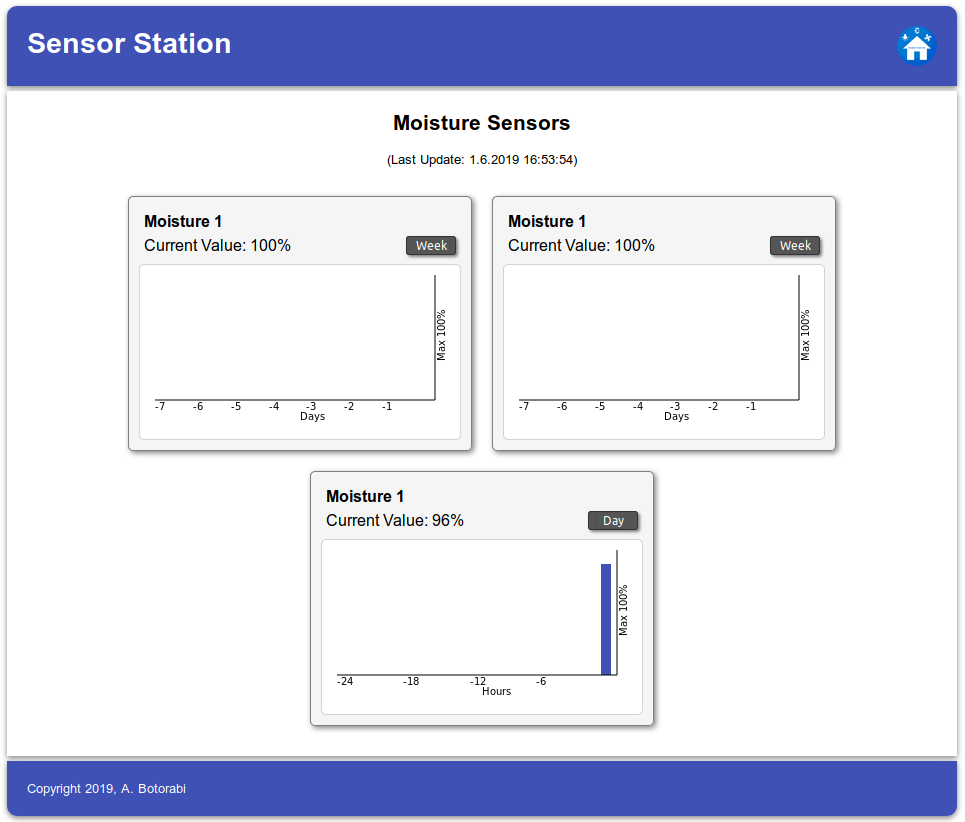 Sensor Station
Moisture Sensors
(Last Update: 1.6.2019 16:53:54)
Moisture 1
Current Value: 100%
Week
Max 100%
-7 -6 -5 -4 -3 -2 -1
Days
Moisture 1
Current Value: 100%
Week
Max 100%
-7 -6 -5 -4 -3 -2 -1
Days
Moisture 1
Current Value: 96%
Day
Max 100%
-24 -18 -12 -6
Hours
Copyright 2019, A. Botorabi